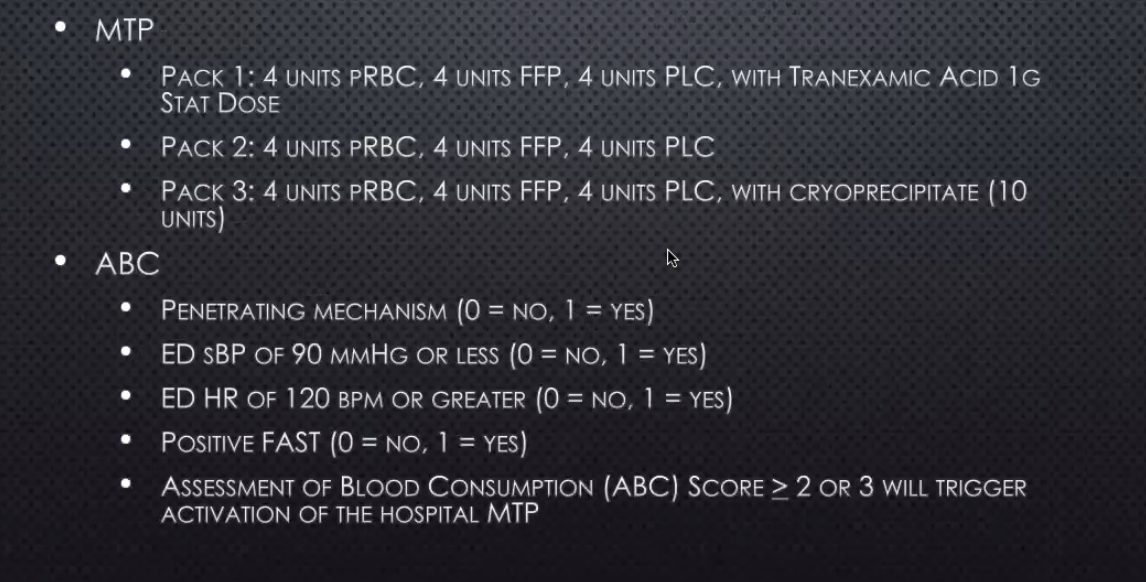 • MTP
• Pack 1: 4 units pRBC, 4 units FFP, 4 units PLC, with Tranexamic Acid 1g
Stat Dose
• Pack 2: 4 units pRBC, 4 units FFP, 4 units PLC
• Pack 3: 4 units pRBC, 4 units FFP, 4 units PLC, with cryoprecipitate (10
units)
• ABC
• Penetrating mechanism (0 = no, 1 = yes)
• ED sBP of 90 mmHg or less (0 = no, 1 = yes)
• ED HR of 120 bpm or greater (0 = no, 1 = yes)
• Positive FAST (0 = no, 1 = yes)
• Assessment of Blood Consumption (ABC) Score ≥ 2 or 3 will trigger
activation of the hospital MTP